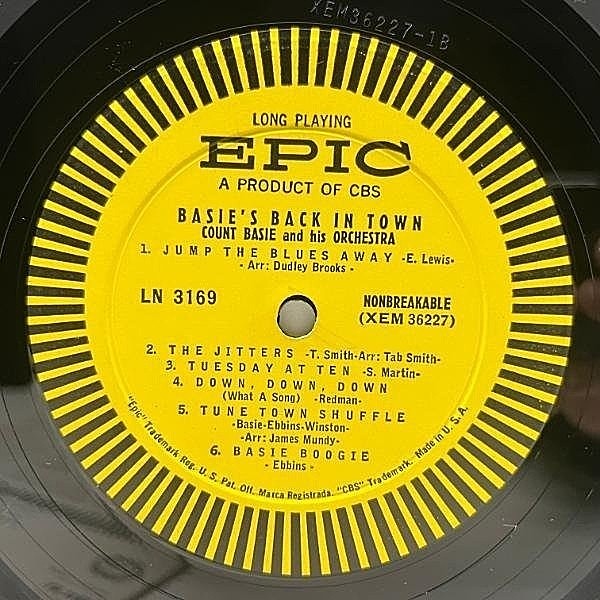 XEM36227-1B
LONG PLAYING
EPIC
A PRODUCT OF CBS
BASIE'S BACK IN TOWN
COUNT BASIE and his ORCHESTRA
1. JUMP THE BLUES AWAY -E. Lewis-
- Arr: Dudley Brooks -
LN 3169
NONBREAKABLE
(XEM 36227)
2. THE JITTERS -T. Smith-Arr: Tab Smith-
3. TUESDAY AT TEN -S. Martin-
4. DOWN, DOWN, DOWN
(What A Song) -Redman-
5. TUNE TOWN SHUFFLE
-Basie-Ebbins-Winston-
-Arr: James Mundy-
6. BASIE BOOGIE
- Ebbins -
"Epic" Trademark Reg. U. S. Pat. Off. Marca Registrada. "CBS" Trademark. Made in U. S. A.